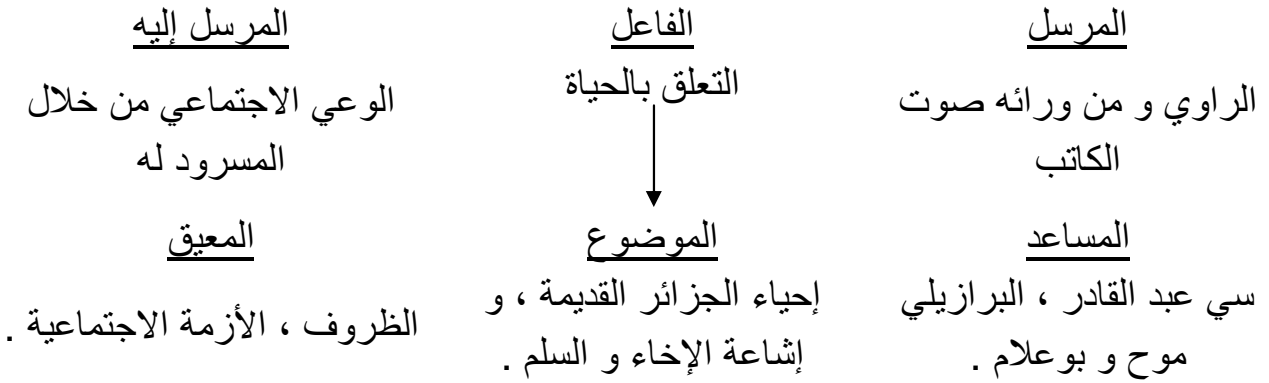 المرسل
الفاعل
المرسل إليه
الراوي و من ورائه صوت
الكاتب
التعلق بالحياة
الوعي الاجتماعي من خلال
المسرود له
المساعد
الموضوع
المعيق
سي عبد القادر ، البرازيلي
موح و بوعلام .
إحياء الجزائر القديمة ، و
إشاعة الإخاء و السلم .
الظروف ، الأزمة الاجتماعية .